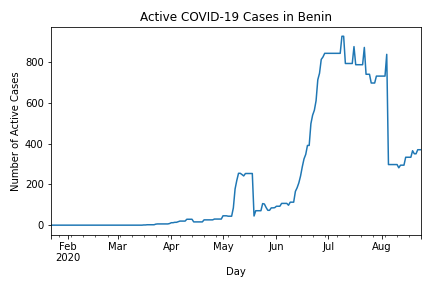 Active COVID-19 Cases in Benin
Number of Active Cases
800
600
400
200
0
Feb Mar Apr May Jun Jul Aug
2020
Day